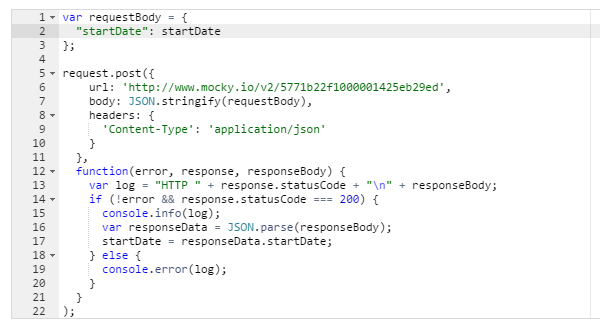 1 var requestBody = {
2   "startDate": startDate
3 };
4
5 request.post({
6     url: 'http://www.mocky.io/v2/5771b22f1000001425eb29ed',
7     body: JSON.stringify(requestBody),
8     headers: {
9       'Content-Type': 'application/json'
10     }
11   },
12   function(error, response, responseBody) {
13     var log = "HTTP " + response.statusCode + "\n" + responseBody;
14     if (!error && response.statusCode === 200) {
15       console.info(log);
16       var responseData = JSON.parse(responseBody);
17       startDate = responseData.startDate;
18     } else {
19       console.error(log);
20     }
21   }
22 );